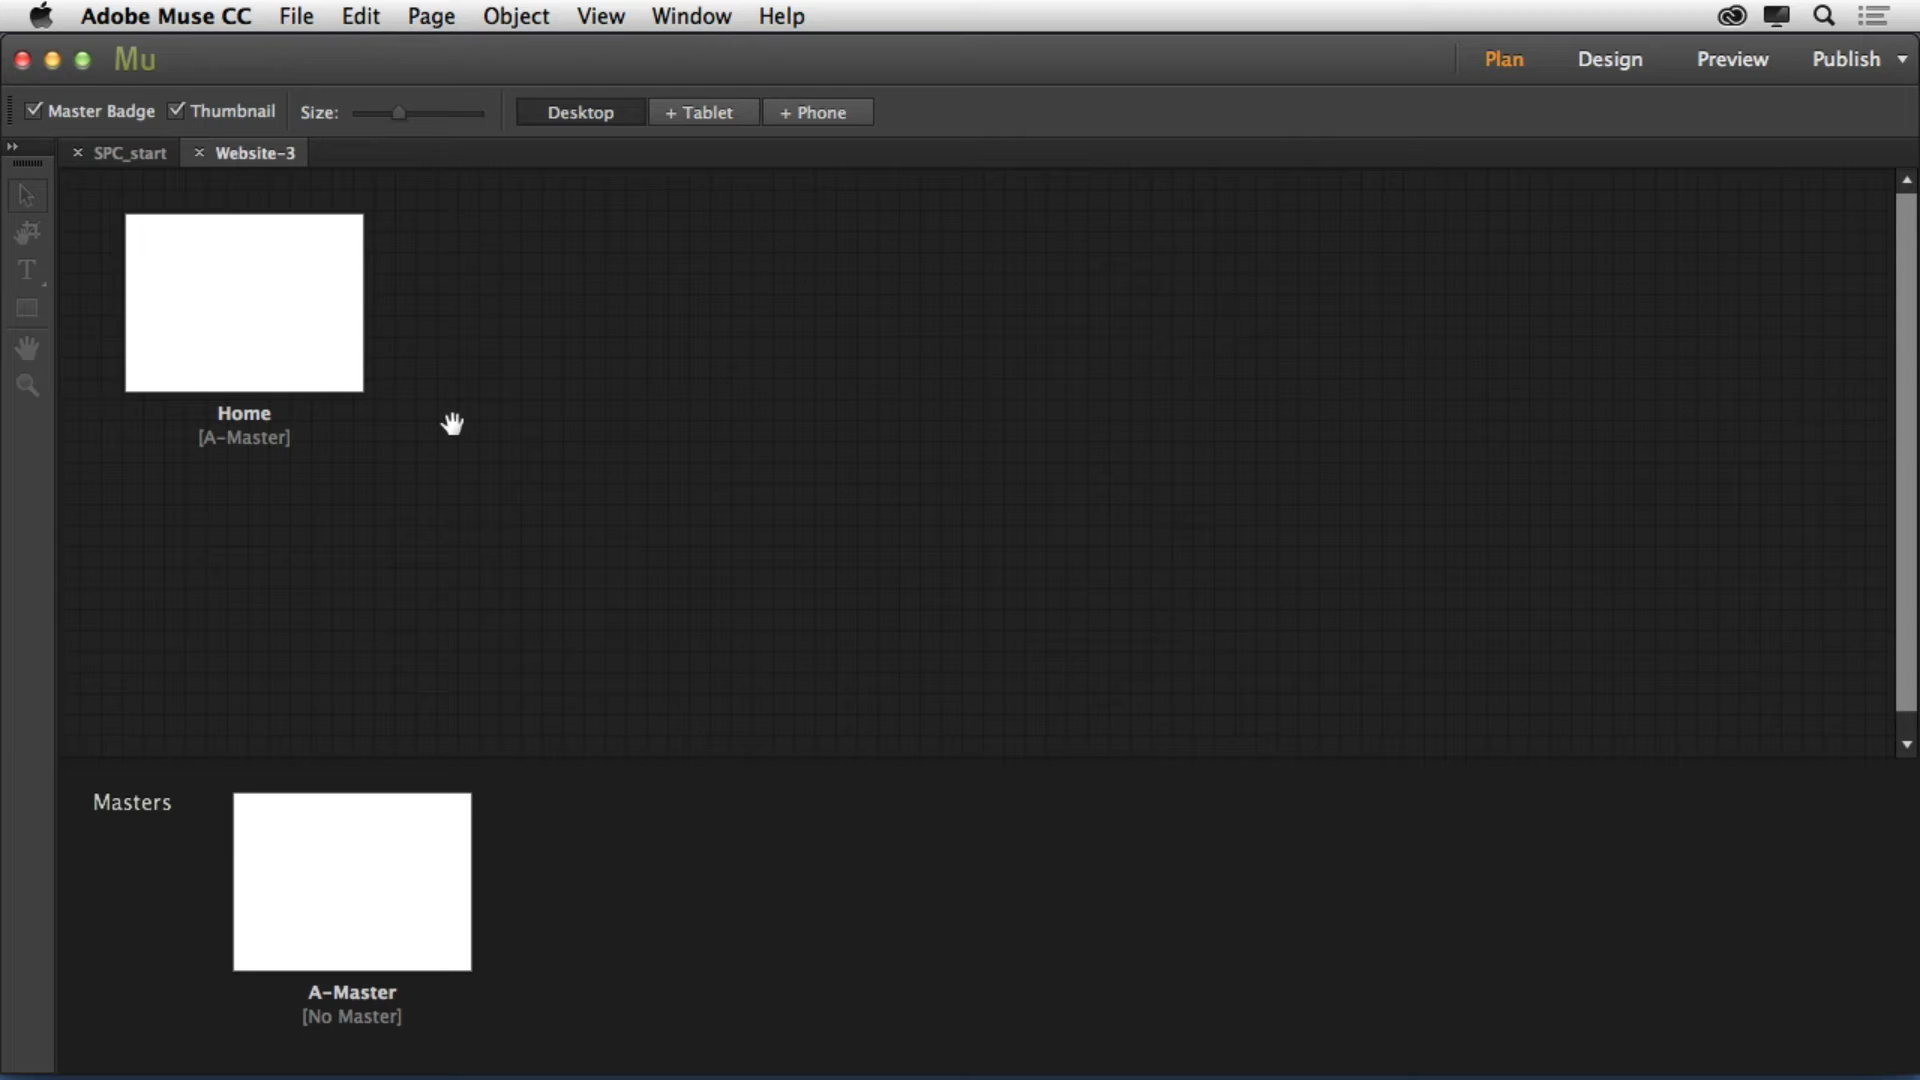 Adobe Muse CC File Edit Page Object View Window Help
Mu Plan Design Preview Publish
Master Badge Thumbnail Size: Desktop + Tablet + Phone
SPC_start Website-3
T
Home
[A-Master]
Masters
A-Master
[No Master]